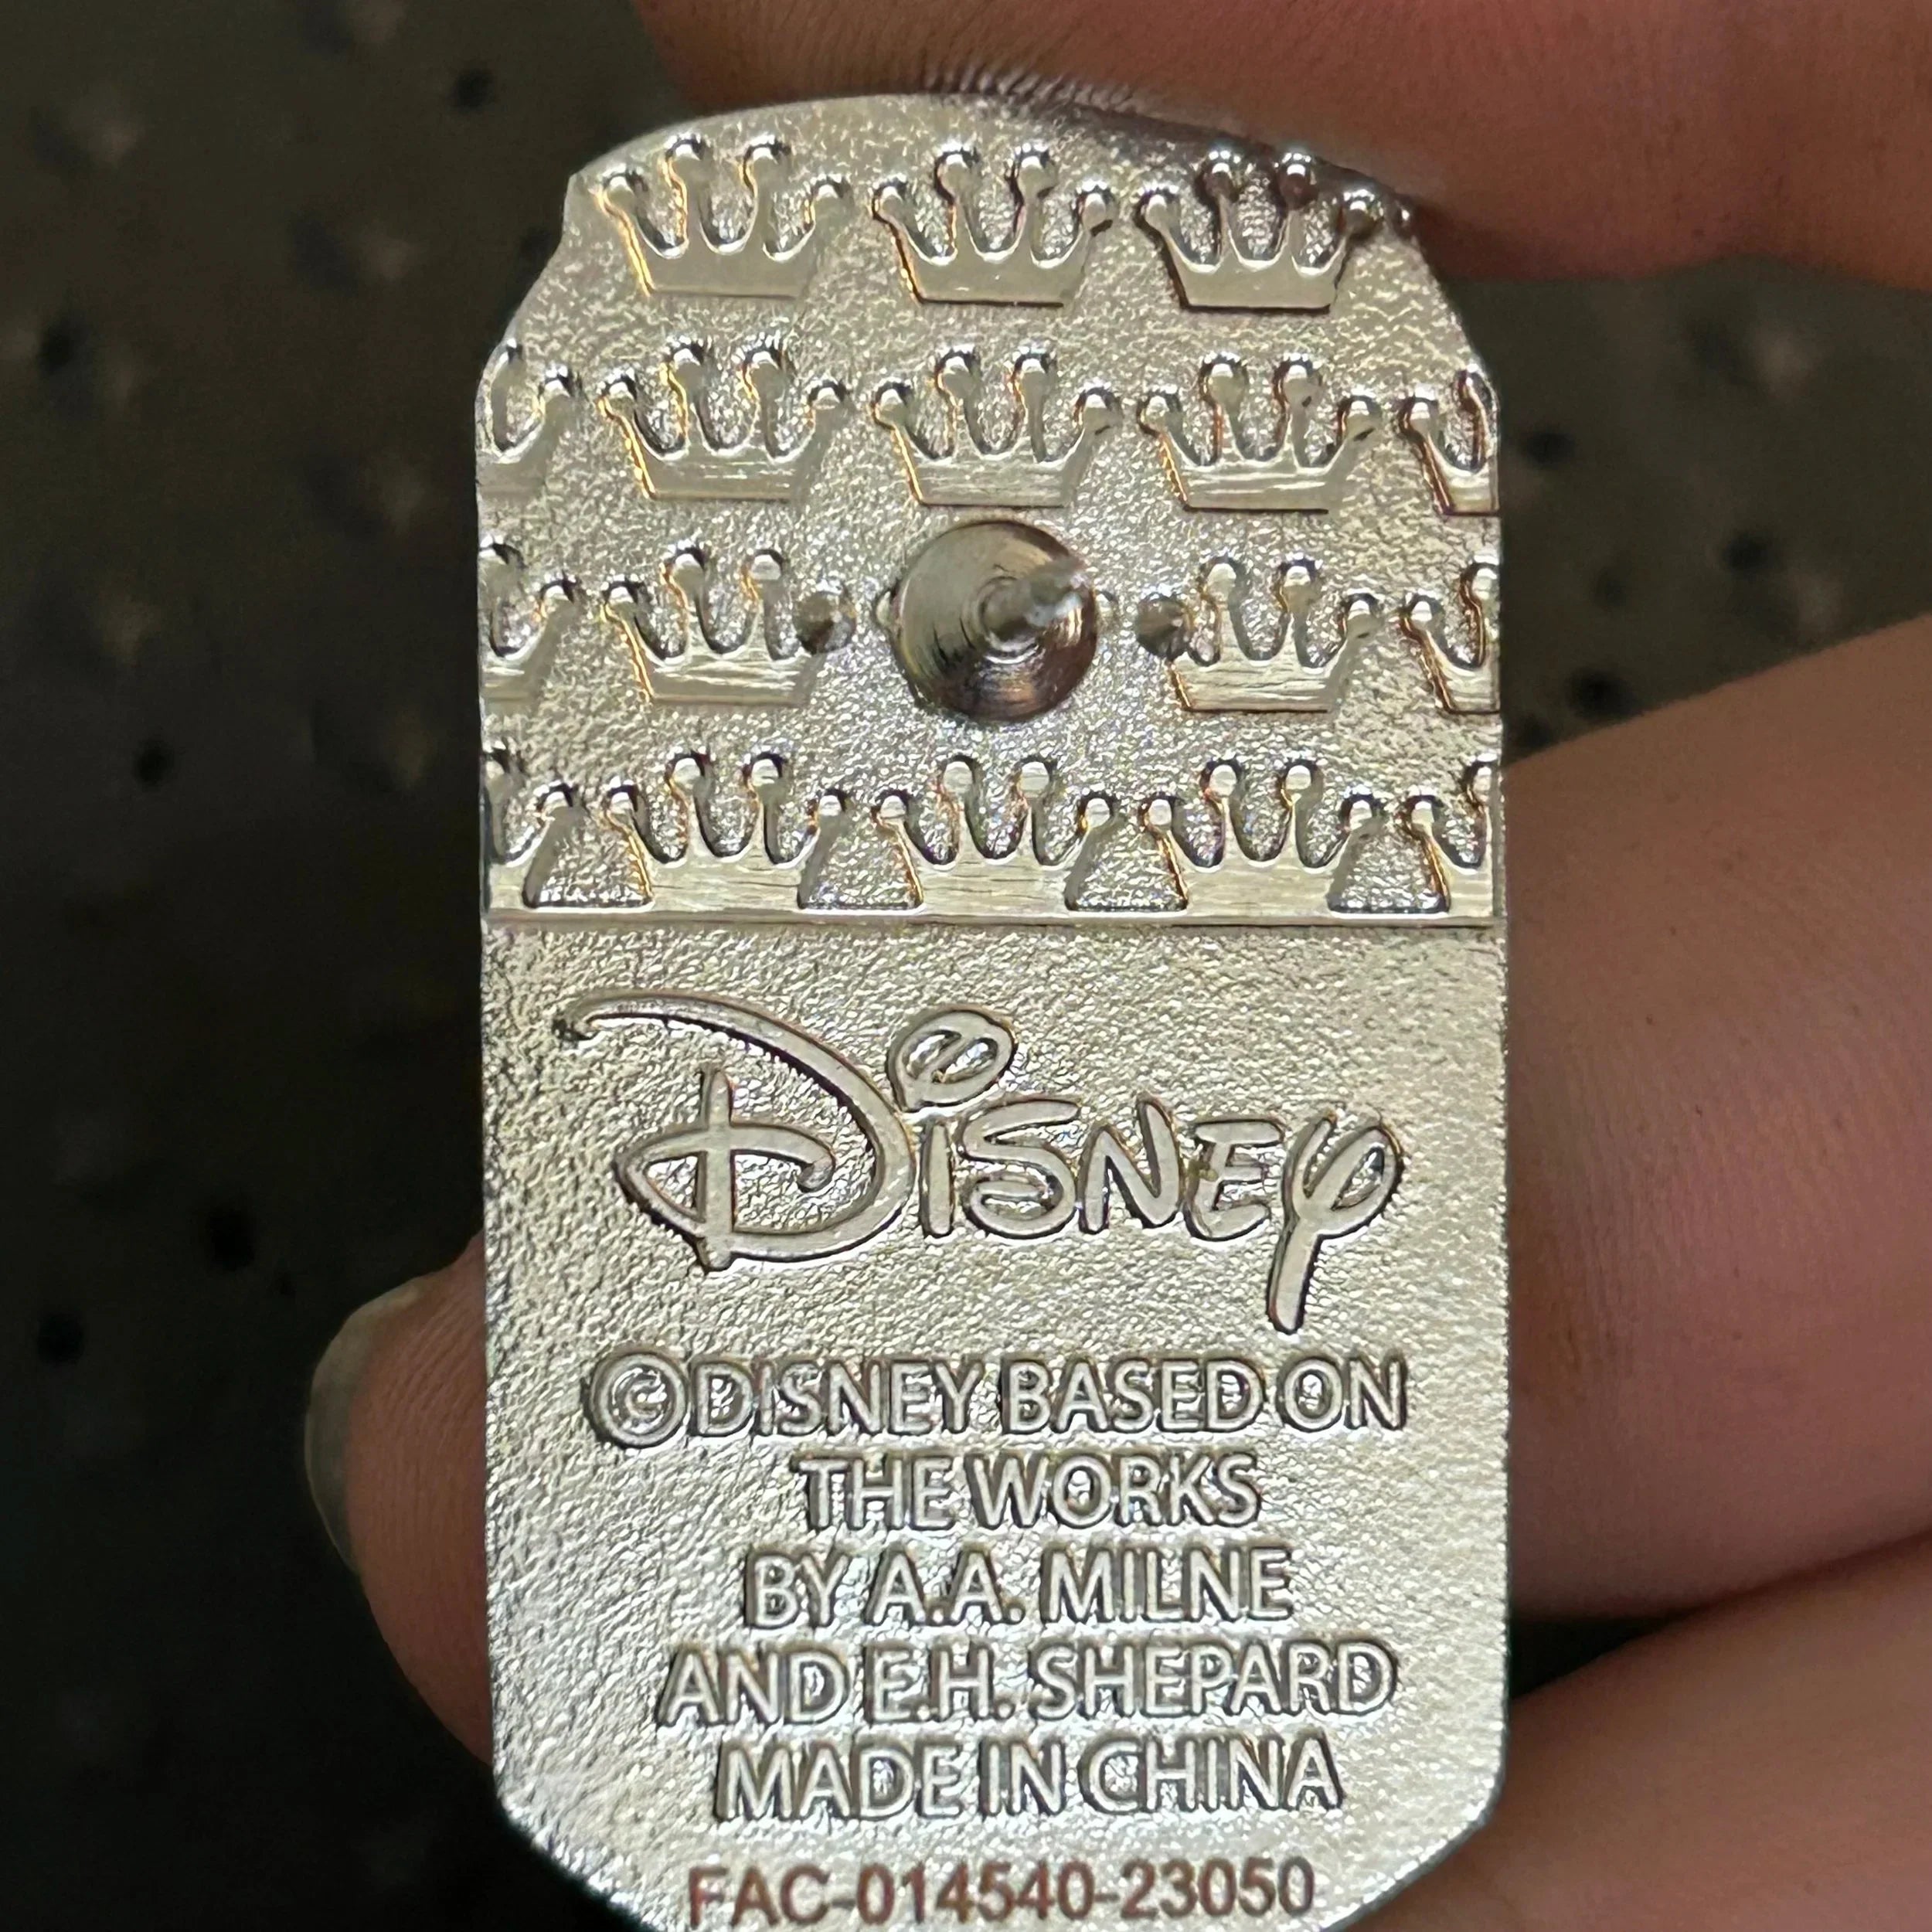 Disney
©DISNEY BASED ON
THE WORKS
BY A.A. MILNE
AND E.H. SHEPARD
MADE IN CHINA
FAC-014540-23050